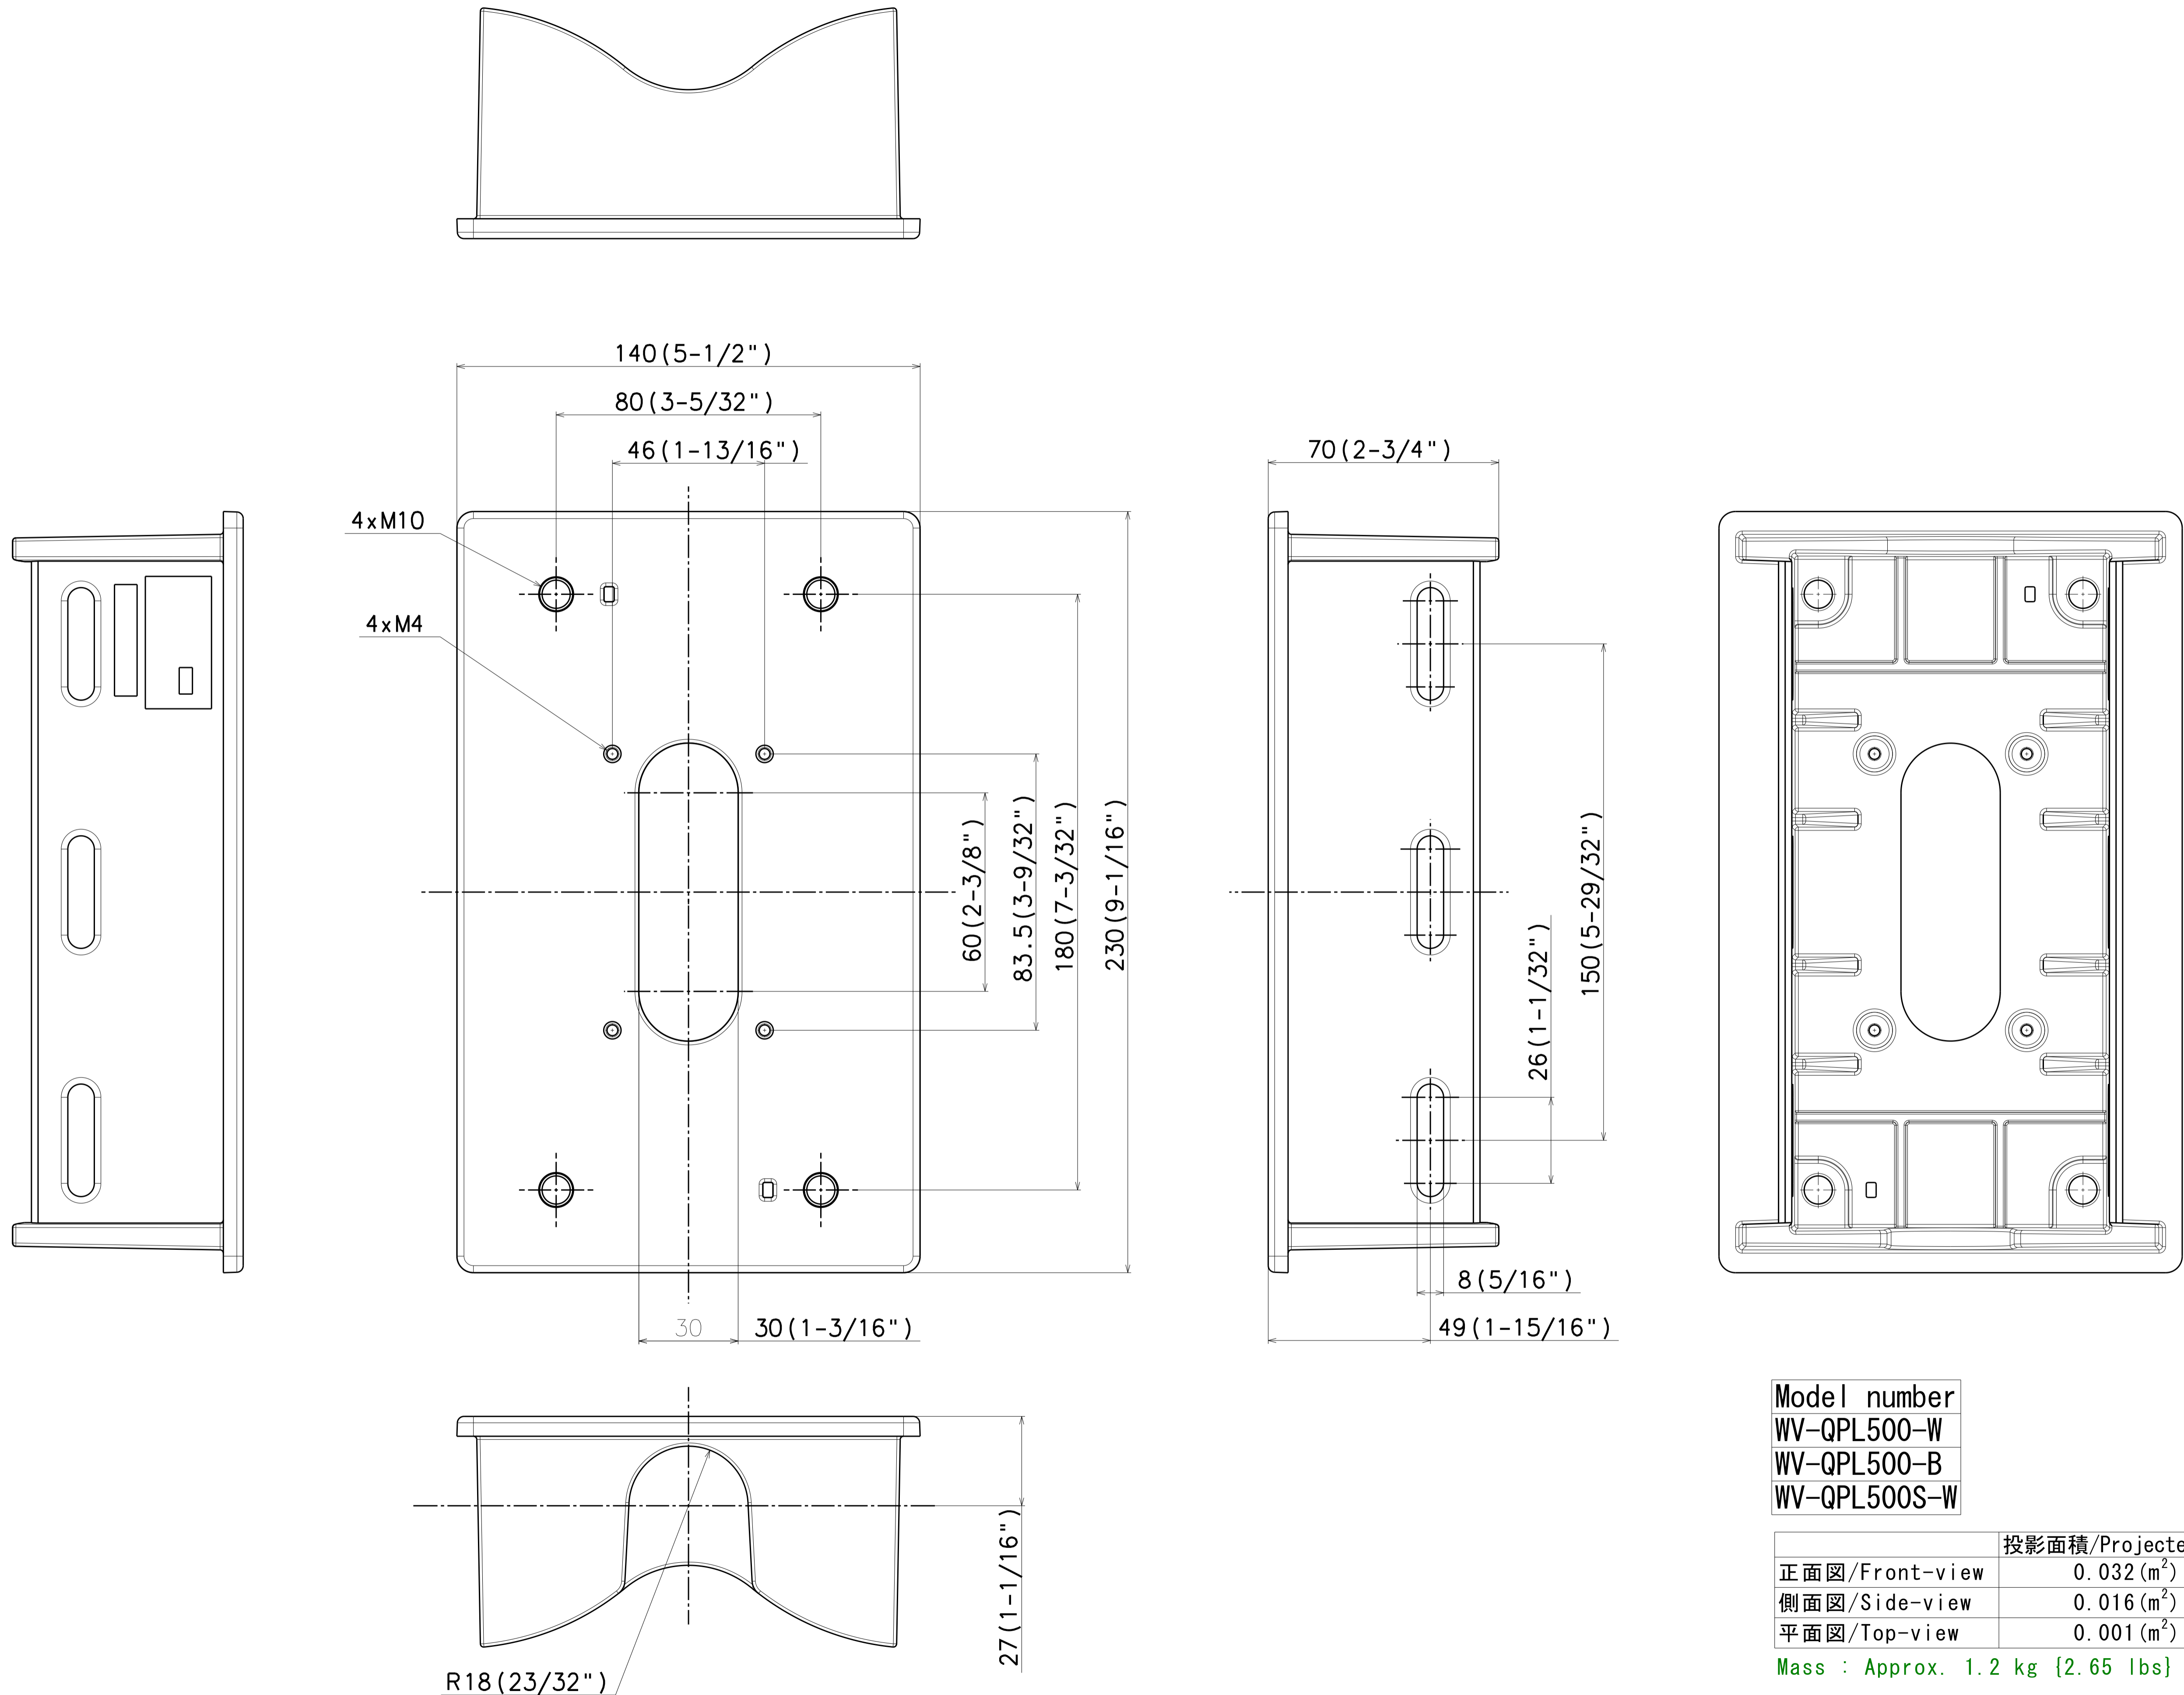 140(5-1/2")
80(3-5/32")
46(1-13/16")
70(2-3/4")
4xM10
4xM4
60(2-3/8")
83.5(3-9/32")
180(7-3/32")
230(9-1/16")
150(5-29/32")
26(1-1/32")
8(5/16")
49(1-15/16")
30
30(1-3/16")
27(1-1/16")
R18(23/32")
Model number
WV-QPL500-W
WV-QPL500-B
WV-QPL500S-W
投影面積/Projecte
正面図/Front-view 0.032(m²)
側面図/Side-view 0.016(m²)
平面図/Top-view 0.001(m²)
Mass : Approx. 1.2 kg {2.65 lbs}